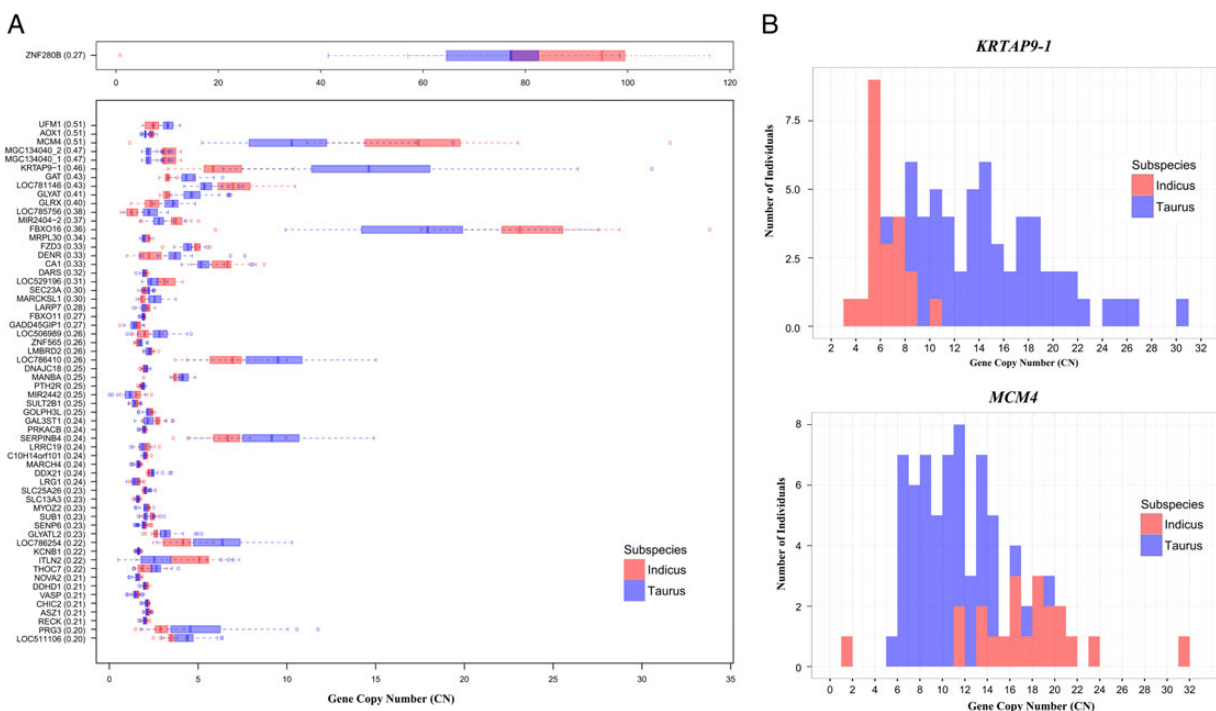 A
ZNF280B (0.27)
0 20 40 60 80 100 120
UFM1 (0.51)
AOX1 (0.51)
MCM4 (0.51)
MGC134040_2 (0.47)
MGC134040_1 (0.47)
KRTAP9-1 (0.46)
GAT (0.43)
LOC781146 (0.43)
GLYAT (0.41)
GLRX (0.40)
LOC785756 (0.38)
MIR2404-2 (0.37)
FBXO16 (0.36)
MRPL30 (0.34)
FZD3 (0.33)
DENR (0.33)
CA1 (0.33)
DARS (0.32)
LOC529196 (0.31)
SEC23A (0.30)
MARCKSL1 (0.30)
LARP7 (0.28)
FBXO11 (0.27)
GADD45GIP1 (0.27)
LOC506989 (0.26)
ZNF565 (0.26)
LMBRD2 (0.26)
LOC786410 (0.26)
DNAJC18 (0.25)
MANBA (0.25)
PTH2R (0.25)
MIR2442 (0.25)
SULT2B1 (0.25)
GOLPH3L (0.25)
GAL3ST1 (0.24)
PRKACB (0.24)
SERPINB4 (0.24)
LRRC19 (0.24)
C10H14orf101 (0.24)
MARCH4 (0.24)
DDX21 (0.24)
LRG1 (0.24)
SLC25A26 (0.23)
SLC13A3 (0.23)
MYOZ2 (0.23)
SUB1 (0.23)
SENP6 (0.23)
GLYATL2 (0.23)
LOC786254 (0.22)
KCNB1 (0.22)
ITLN2 (0.22)
THOC7 (0.22)
NOVA2 (0.21)
DDHD1 (0.21)
VASP (0.21)
CHIC2 (0.21)
ASZ1 (0.21)
RECK (0.21)
PRG3 (0.20)
LOC511106 (0.20)
Subspecies
Indicus
Taurus
0 5 10 15 20 25 30 35
Gene Copy Number (CN)
B
KRTAP9-1
Number of Individuals
7.5
5.0
2.5
0.0
Subspecies
Indicus
Taurus
2 4 6 8 10 12 14 16 18 20 22 24 26 28 30 32
Gene Copy Number (CN)
MCM4
Number of Individuals
8
6
4
2
0
Subspecies
Indicus
Taurus
0 2 4 6 8 10 12 14 16 18 20 22 24 26 28 30 32
Gene Copy Number (CN)